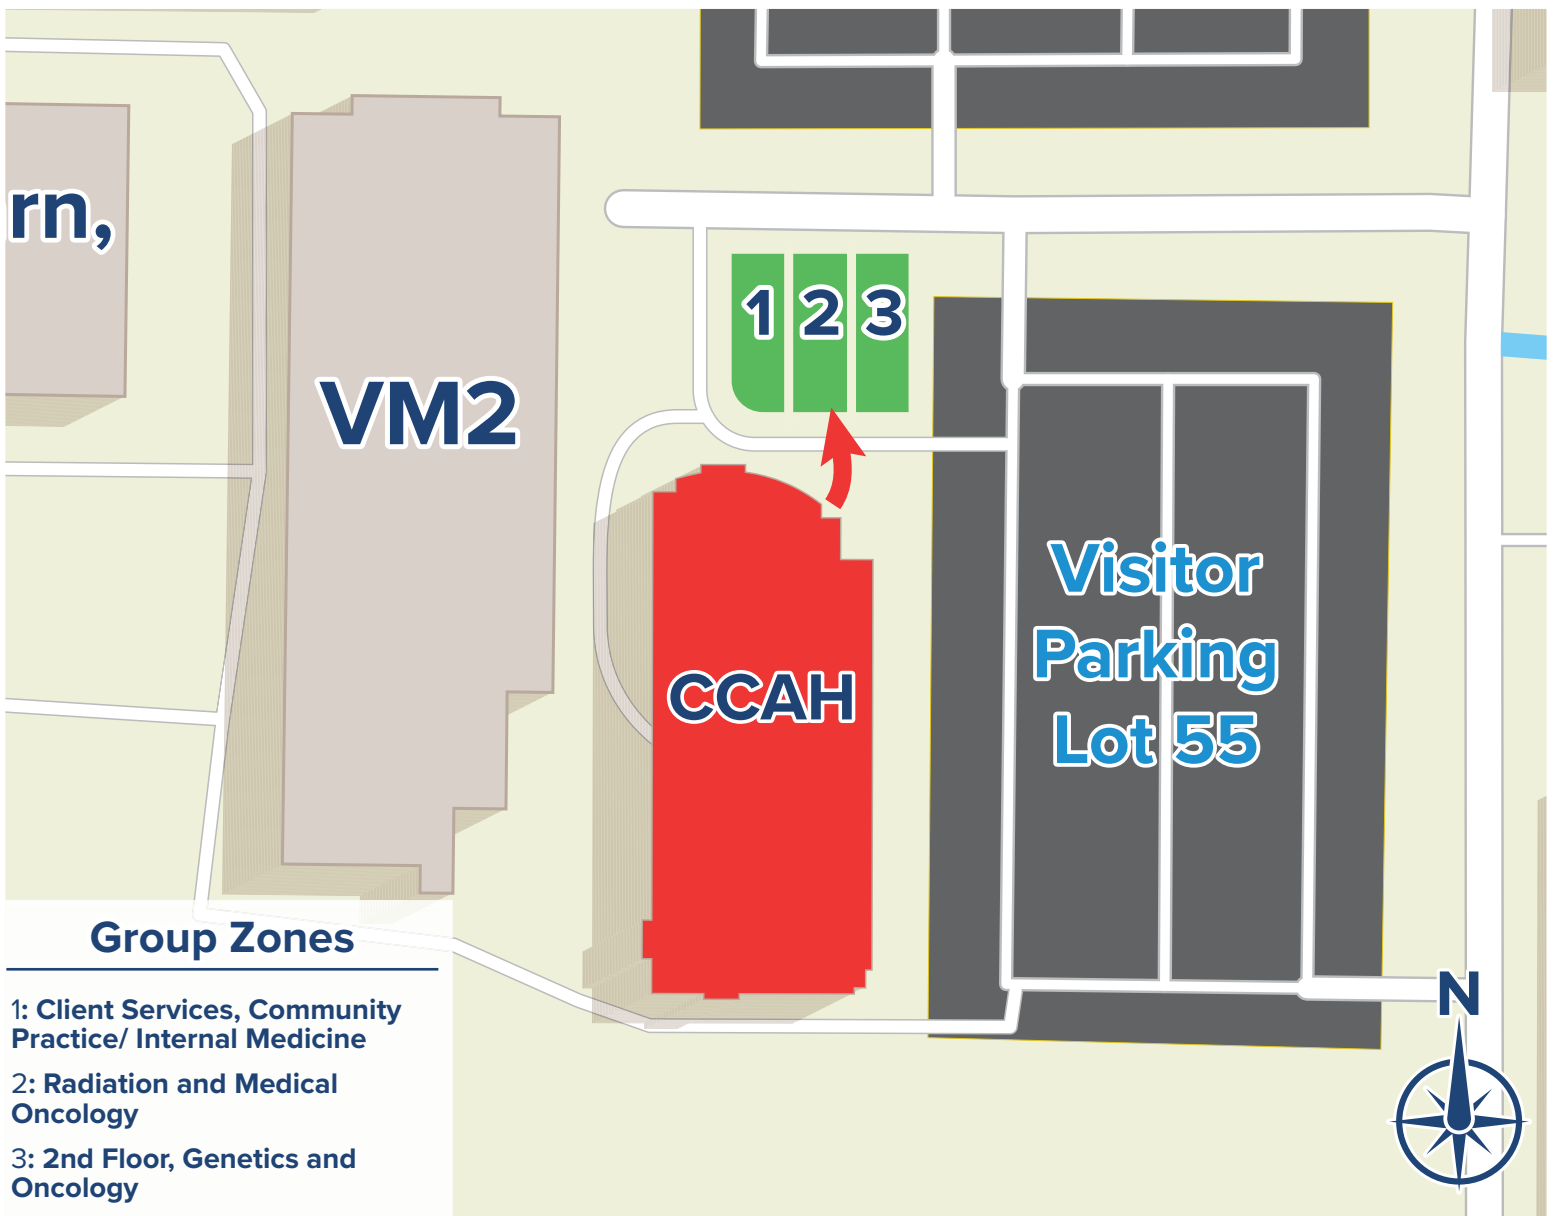 rn,
VM2
1 2 3
Visitor
Parking
Lot 55
CCAH
Group Zones
1: Client Services, Community
Practice/ Internal Medicine
2: Radiation and Medical
Oncology
3: 2nd Floor, Genetics and
Oncology
N